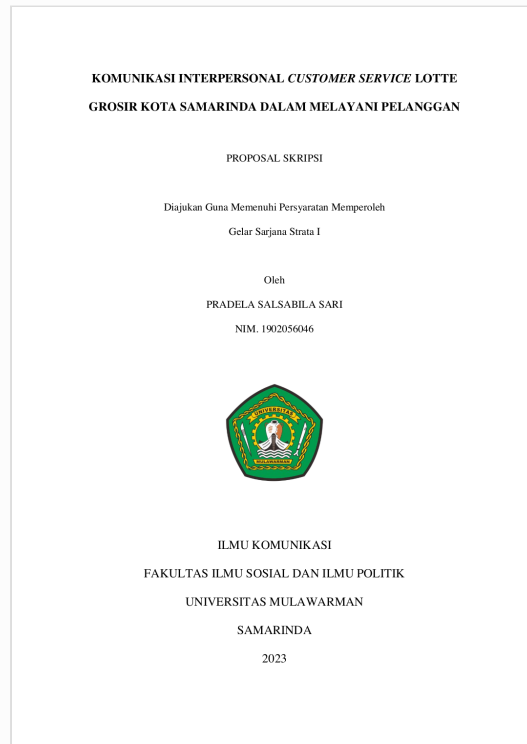 KOMUNIKASI INTERPERSONAL CUSTOMER SERVICE LOTTE
GROSIR KOTA SAMARINDA DALAM MELAYANI PELANGGAN
PROPOSAL SKRIPSI
Diajukan Guna Memenuhi Persyaratan Memperoleh
Gelar Sarjana Strata I
Oleh
PRADELA SALSABILA SARI
NIM. 1902056046
UNIVERSITAS
MULAWARMAN
ILMU KOMUNIKASI
FAKULTAS ILMU SOSIAL DAN ILMU POLITIK
UNIVERSITAS MULAWARMAN
SAMARINDA
2023